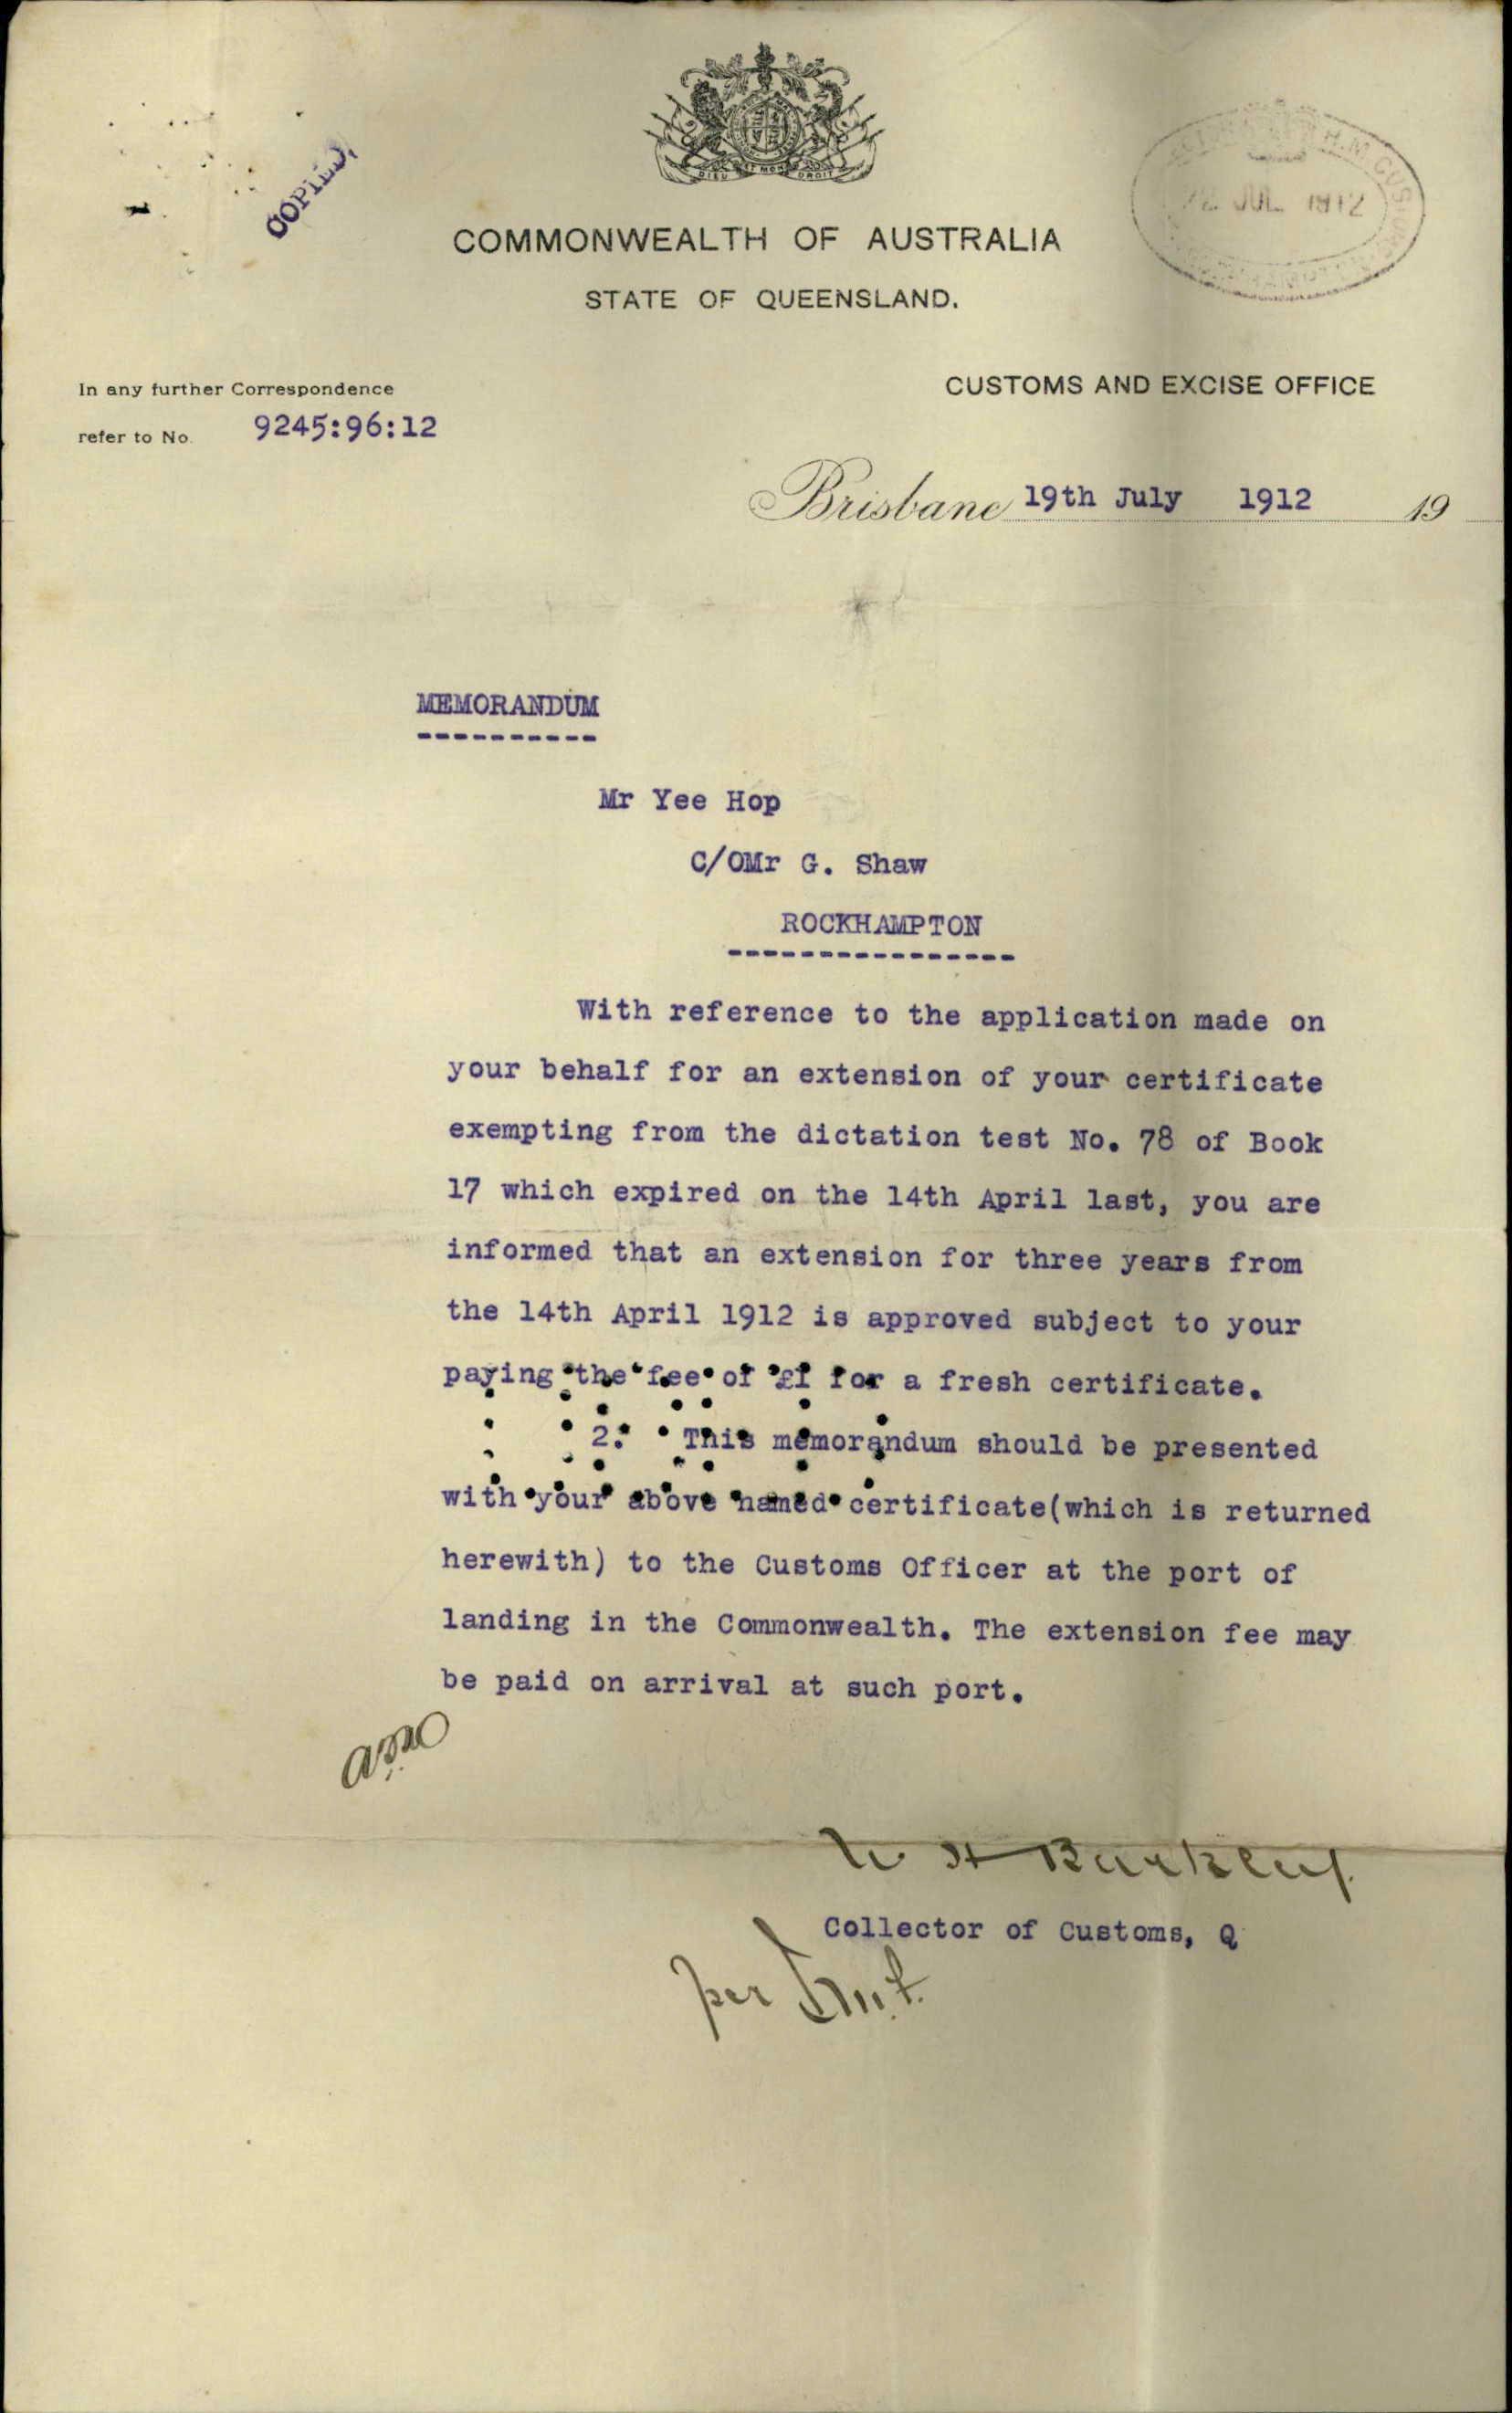 COPIED,
DIEU ET MON DROIT
H.M. CUSTOMS
JUL 1912
COMMONWEALTH OF AUSTRALIA
STATE OF QUEENSLAND.
In any further Correspondence
refer to No. 9245:96:12
CUSTOMS AND EXCISE OFFICE
Brisbane 19th July 1912 19
MEMORANDUM
Mr Yee Hop
C/OMr G. Shaw
ROCKHAMPTON
With reference to the application made on
your behalf for an extension of your certificate
exempting from the dictation test No. 78 of Book
17 which expired on the 14th April last, you are
informed that an extension for three years from
the 14th April 1912 is approved subject to your
paying the fee of £1 for a fresh certificate.
2. This memorandum should be presented
with your above named certificate(which is returned
herewith) to the Customs Officer at the port of
landing in the Commonwealth. The extension fee may
be paid on arrival at such port.
W H Barkley
Collector of Customs, Q
per